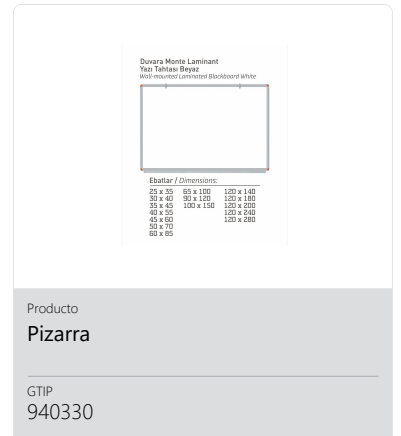 Duvara Monte Laminant
Yazı Tahtası Beyaz
Wall-mounted Laminated Blackboard White
Ebatlar / Dimensions:
25 x 35 65 x 100 120 x 140
30 x 40 90 x 120 120 x 180
35 x 45 100 x 150 120 x 200
40 x 55 120 x 240
45 x 60 120 x 280
50 x 70
60 x 85
Producto
Pizarra
GTIP
940330